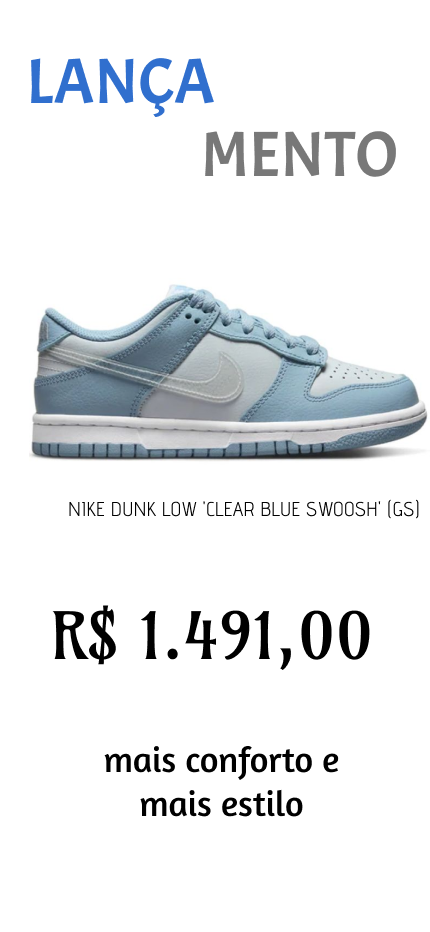 LANÇA
MENTO
NIKE DUNK LOW 'CLEAR BLUE SWOOSH' (GS)
R$ 1.491,00
mais conforto e
mais estilo